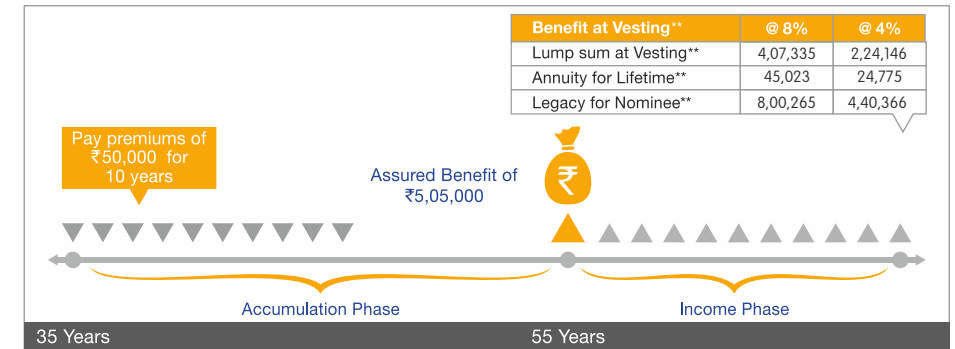 Benefit at Vesting** @ 8% @ 4%
Lump sum at Vesting** 4,07,335 2,24,146
Annuity for Lifetime** 45,023 24,775
Legacy for Nominee** 8,00,265 4,40,366
Pay premiums of
₹50,000 for
10 years
Assured Benefit of
₹5,05,000
₹
Accumulation Phase
Income Phase
35 Years
55 Years